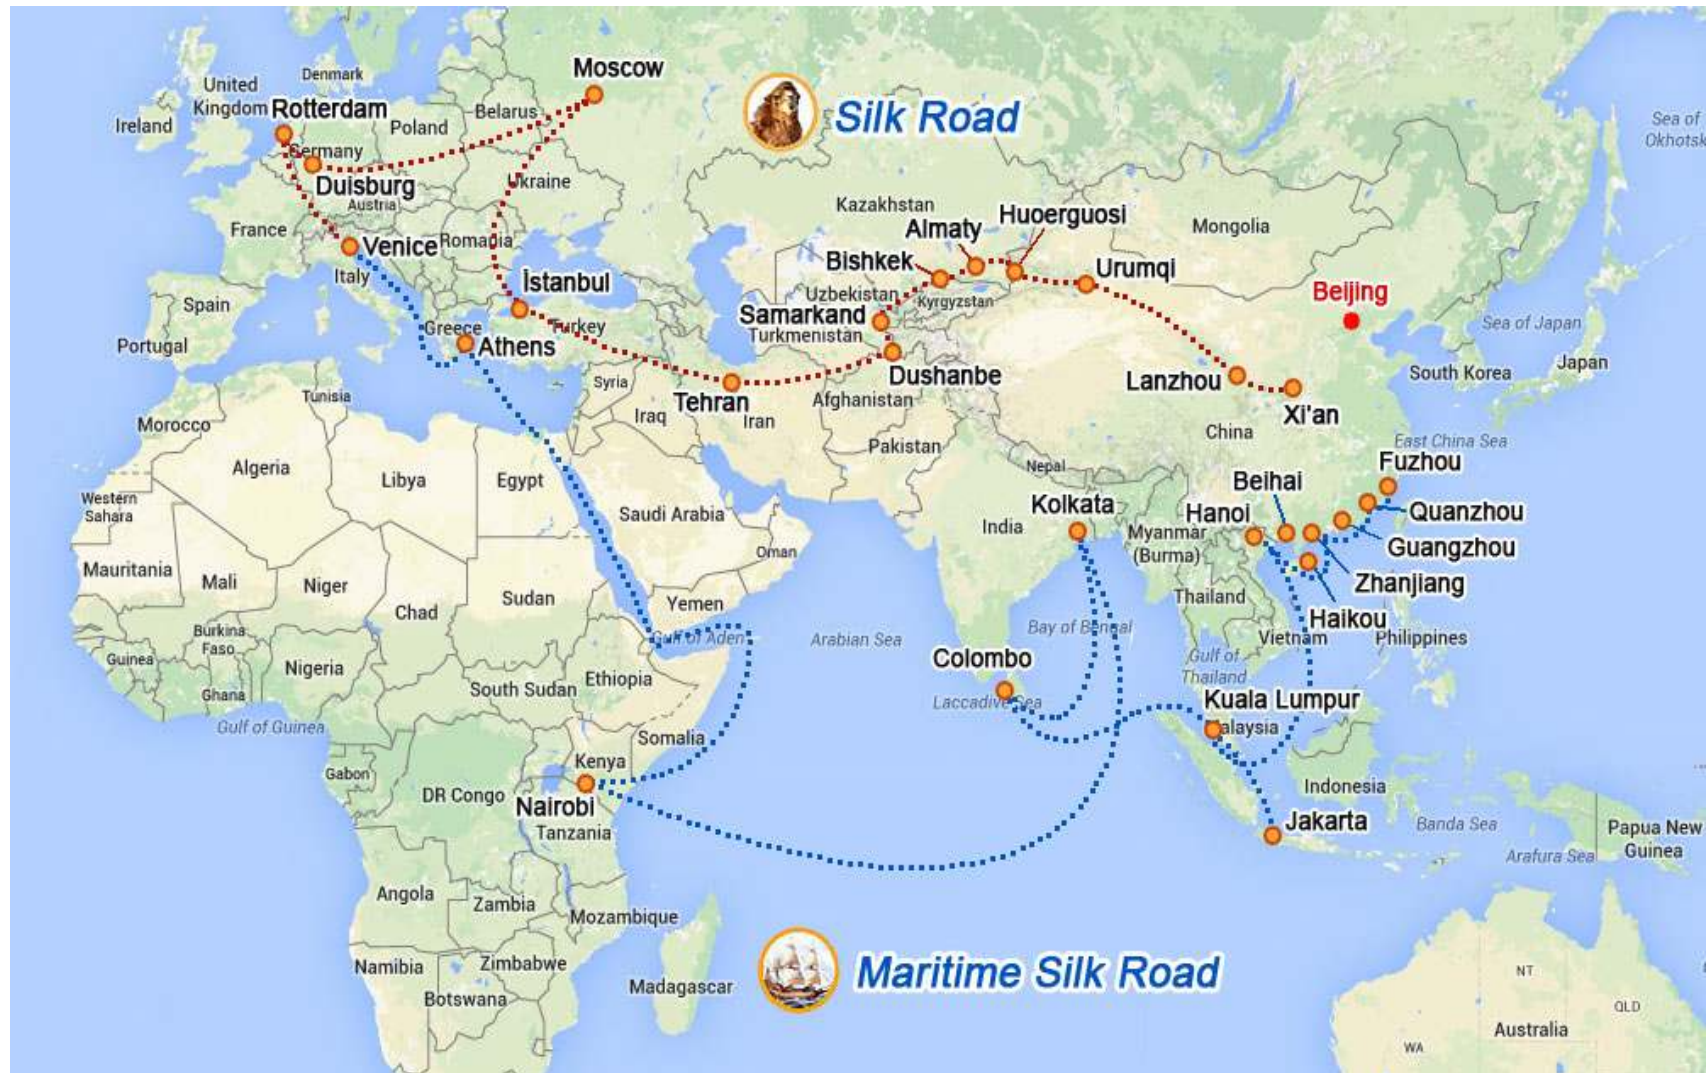 Moscow
Denmark
United
Kingdom
Rotterdam
Ireland
Belarus
Poland
Silk Road
Sea of
Okhotsk
Germany
Duisburg
Ukraine
Austria
France
Kazakhstan
Huoerguosi
Almaty
Mongolia
Venice
Romania
Italy
Bishkek
Urumqi
Spain
İstanbul
Uzbekistan
Kyrgyzstan
Beijing
Samarkand
Greece
Turkey
Turkmenistan
Sea of Japan
Portugal
Athens
Japan
Dushanbe
Lanzhou
South Korea
Syria
Tunisia
Tehran
Afghanistan
Xi'an
Morocco
Iraq
Iran
China
East China Sea
Pakistan
Nepal
Fuzhou
Algeria
Libya
Egypt
Beihai
Western
Sahara
Saudi Arabia
Kolkata
Hanoi
Quanzhou
India
Myanmar
(Burma)
Guangzhou
Oman
Mauritania
Mali
Niger
Zhanjiang
Chad
Sudan
Yemen
Thailand
Haikou
Burkina
Faso
Gulf of Aden
Arabian Sea
Bay of Bengal
Vietnam
Philippines
Guinea
Nigeria
Ethiopia
Colombo
Gulf of
Thailand
Ghana
South Sudan
Laccadive Sea
Kuala Lumpur
Gulf of Guinea
Malaysia
Somalia
Kenya
Gabon
DR Congo
Nairobi
Indonesia
Tanzania
Jakarta
Banda Sea
Papua New
Guinea
Arafura Sea
Angola
Zambia
Mozambique
Namibia
Zimbabwe
Maritime Silk Road
Madagascar
Botswana
NT
QLD
Australia
WA